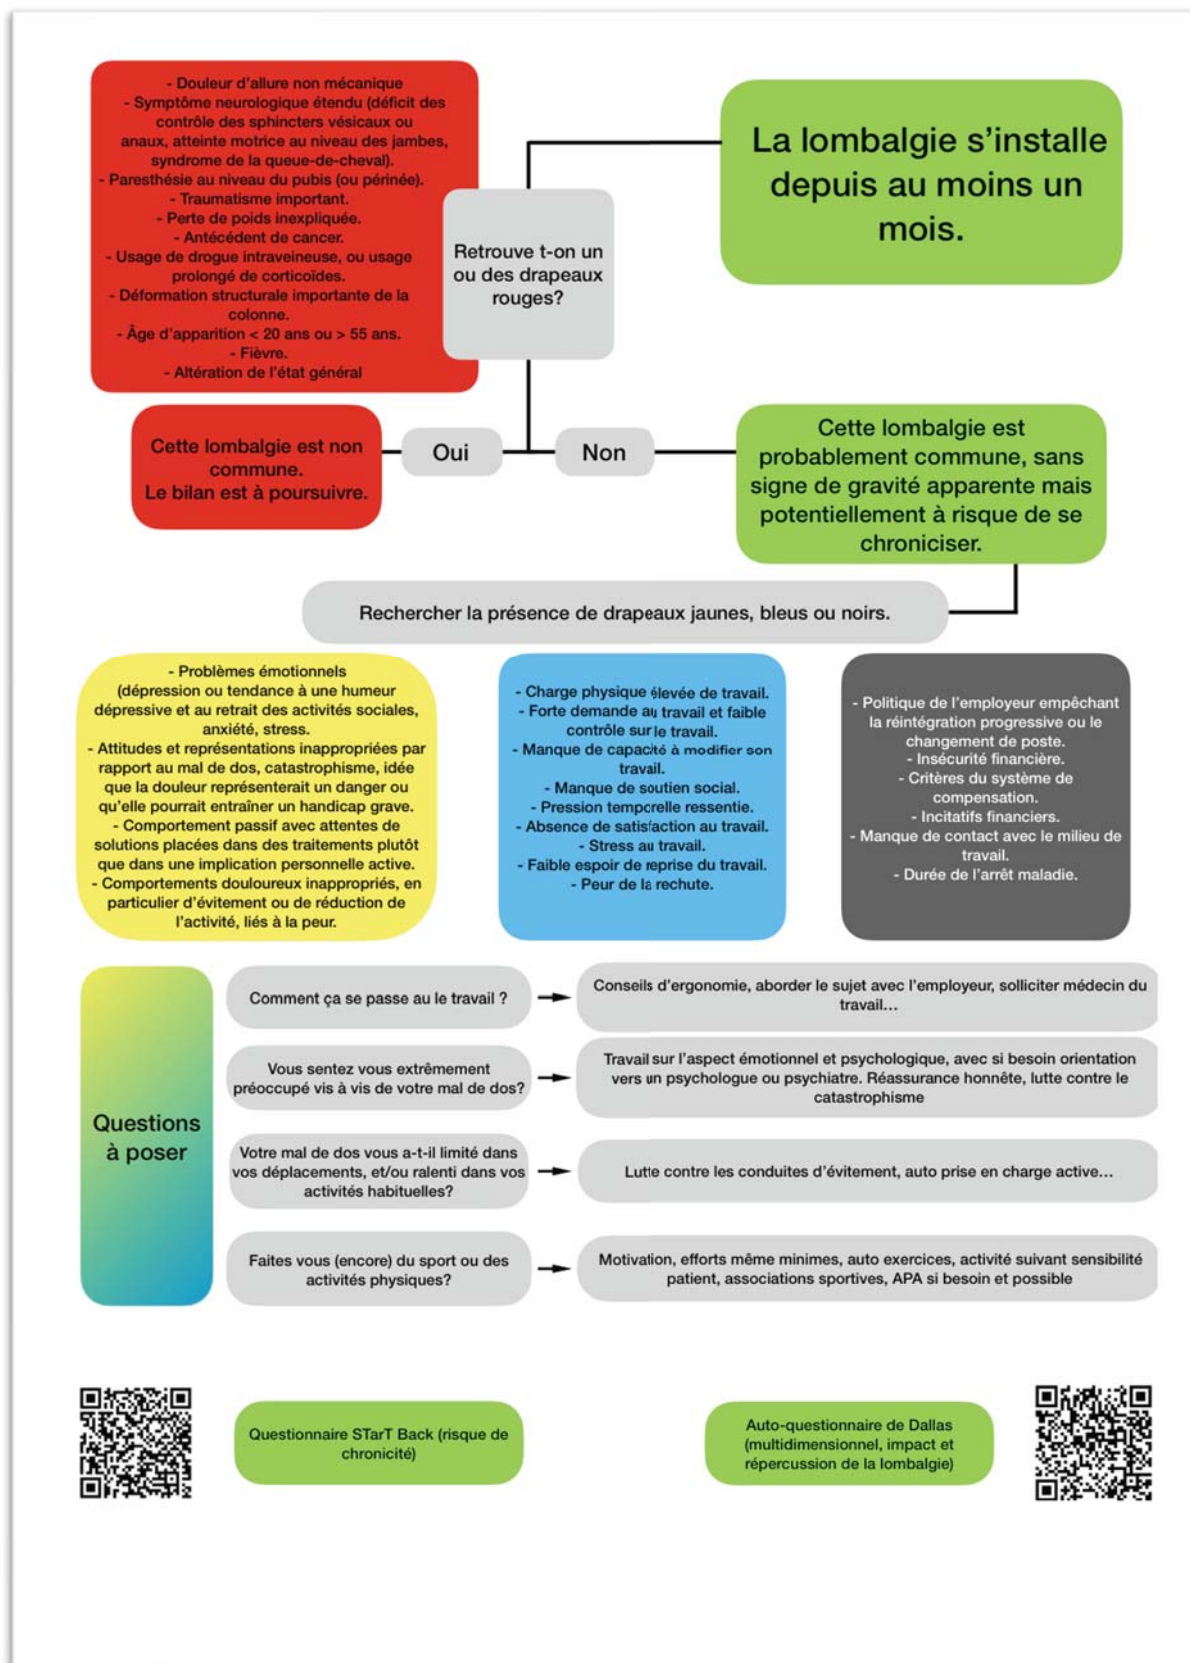 La lombalgie s'installe
depuis au moins un
mois.
- Douleur d'allure non mécanique
- Symptôme neurologique étendu (déficit des
contrôle des sphincters vésicaux ou
anaux, atteinte motrice au niveau des jambes,
syndrome de la queue-de-cheval).
- Paresthésie au niveau du pubis (ou périnée).
- Traumatisme important.
- Perte de poids inexpliquée.
- Antécédent de cancer.
- Usage de drogue intraveineuse, ou usage
prolongé de corticoïdes.
- Déformation structurale importante de la
colonne.
- Âge d'apparition < 20 ans ou > 55 ans.
- Fièvre.
- Altération de l'état général
Retrouve t-on un
ou des drapeaux
rouges?
Cette lombalgie est non
commune.
Le bilan est à poursuivre.
Oui
Non
Cette lombalgie est
probablement commune, sans
signe de gravité apparente mais
potentiellement à risque de se
chroniciser.
Rechercher la présence de drapeaux jaunes, bleus ou noirs.
- Problèmes émotionnels
(dépression ou tendance à une humeur
dépressive et au retrait des activités sociales,
anxiété, stress.
- Attitudes et représentations inappropriées par
rapport au mal de dos, catastrophisme, idée
que la douleur représenterait un danger ou
qu'elle pourrait entraîner un handicap grave.
- Comportement passif avec attentes de
solutions placées dans des traitements plutôt
que dans une implication personnelle active.
- Comportements douloureux inappropriés, en
particulier d'évitement ou de réduction de
l'activité, liés à la peur.
- Charge physique élevée de travail.
- Forte demande au travail et faible
contrôle sur le travail.
- Manque de capacité à modifier son
travail.
- Manque de soutien social.
- Pression temporelle ressentie.
- Absence de satisfaction au travail.
- Stress au travail.
- Faible espoir de reprise du travail.
- Peur de la rechute.
- Politique de l'employeur empêchant
la réintégration progressive ou le
changement de poste.
- Insécurité financière.
- Critères du système de
compensation.
- Incitatifs financiers.
- Manque de contact avec le milieu de
travail.
- Durée de l'arrêt maladie.
Questions
à poser
Comment ça se passe au le travail ?
Conseils d'ergonomie, aborder le sujet avec l'employeur, solliciter médecin du
travail...
Vous sentez vous extrêmement
préoccupé vis à vis de votre mal de dos?
Travail sur l'aspect émotionnel et psychologique, avec si besoin orientation
vers un psychologue ou psychiatre. Réassurance honnête, lutte contre le
catastrophisme
Votre mal de dos vous a-t-il limité dans
vos déplacements, et/ou ralenti dans vos
activités habituelles?
Lutte contre les conduites d'évitement, auto prise en charge active...
Faites vous (encore) du sport ou des
activités physiques?
Motivation, efforts même minimes, auto exercices, activité suivant sensibilité
patient, associations sportives, APA si besoin et possible
Questionnaire STarT Back (risque de
chronicité)
Auto-questionnaire de Dallas
(multidimensionnel, impact et
répercussion de la lombalgie)